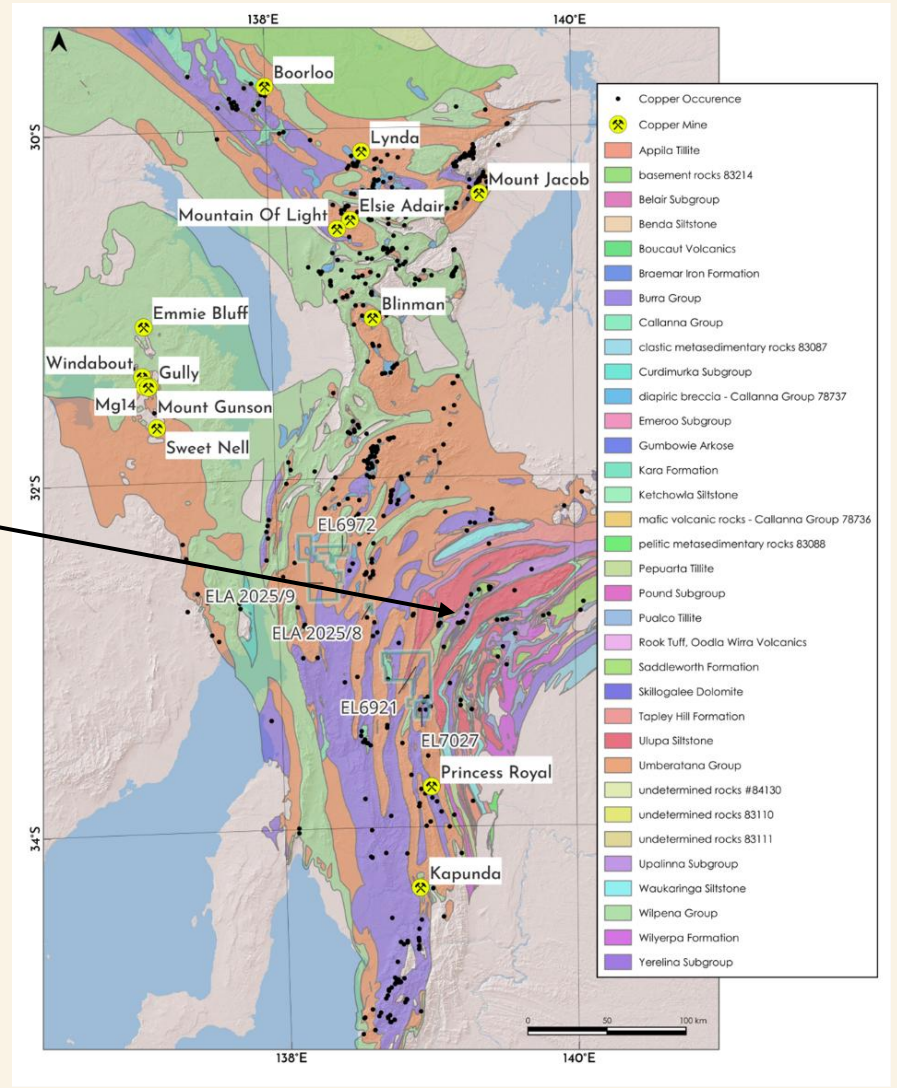 138°E
140°E
Boorloo
30°S
Lynda
Mount Jacob
Elsie Adair
Mountain Of Light
Blinman
Emmie Bluff
Windabout
Gully
Mg14
Mount Gunson
Sweet Nell
32°S
EL6972
ELA 2025/9
ELA 2025/8
EL6921
EL7027
Princess Royal
34°S
Kapunda
138°E
140°E
0 50 100 km
Copper Occurence
Copper Mine
Appila Tillite
basement rocks 83214
Belair Subgroup
Benda Siltstone
Boucaut Volcanics
Braemar Iron Formation
Burra Group
Callanna Group
clastic metasedimentary rocks 83087
Curdimurka Subgroup
diapiric breccia - Callanna Group 78737
Emeroo Subgroup
Gumbowie Arkose
Kara Formation
Ketchowla Siltstone
mafic volcanic rocks - Callanna Group 78736
pelitic metasedimentary rocks 83088
Pepuarta Tillite
Pound Subgroup
Pualco Tillite
Rook Tuff, Oodla Wirra Volcanics
Saddleworth Formation
Skillogalee Dolomite
Tapley Hill Formation
Ulupa Siltstone
Umberatana Group
undetermined rocks #84130
undetermined rocks 83110
undetermined rocks 83111
Upalinna Subgroup
Waukaringa Siltstone
Wilpena Group
Wilyerpa Formation
Yerelina Subgroup